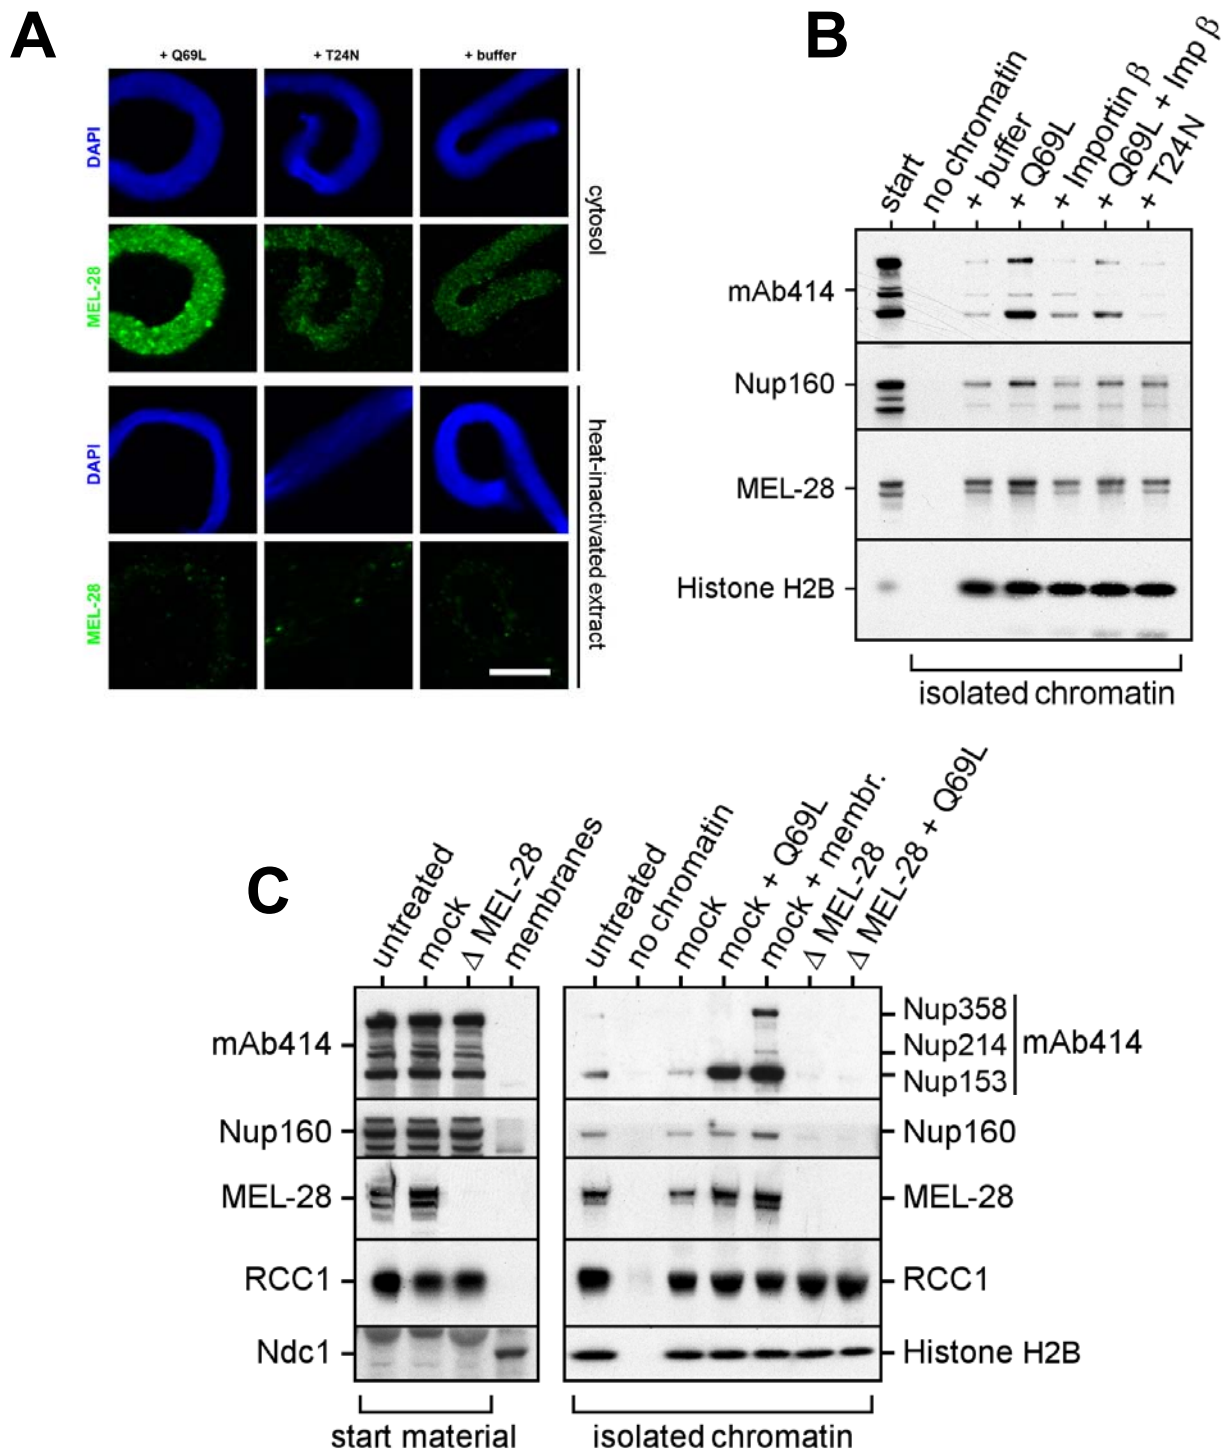 A
+ Q69L
+ T24N
+ buffer
DAPI
MEL-28
cytosol
DAPI
MEL-28
heat-inactivated extract
B
start
no chromatin
+ buffer
+ Q69L
+ Importin β
+ Q69L + Imp β
+ T24N
mAb414
Nup160
MEL-28
Histone H2B
isolated chromatin
C
untreated
mock
Δ MEL-28
membranes
untreated
no chromatin
mock
mock + Q69L
mock + membr.
Δ MEL-28
Δ MEL-28 + Q69L
mAb414
Nup160
MEL-28
RCC1
Ndc1
Nup358
Nup214
Nup153
mAb414
Nup160
MEL-28
RCC1
Histone H2B
start material
isolated chromatin